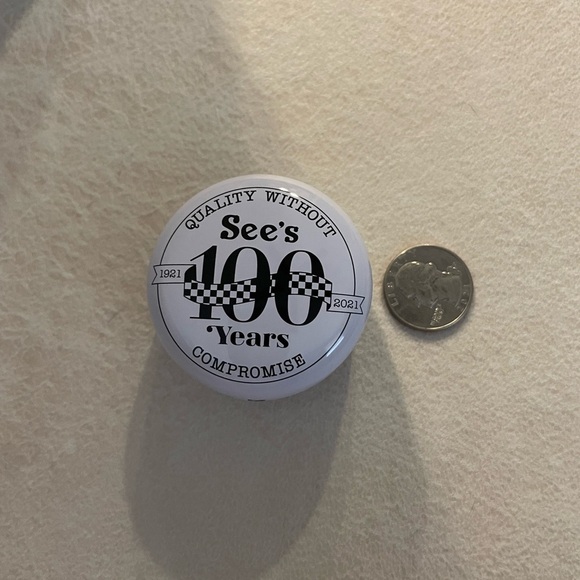 QUALITY WITHOUT
See's
100
1921
2021
Years
COMPROMISE